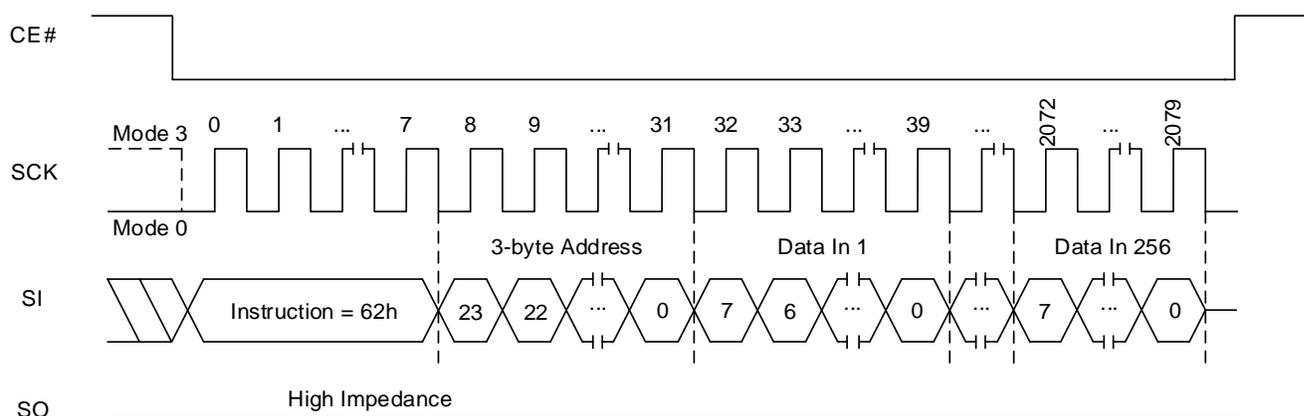 CE#
Mode 3 0 1 ... 7 8 9 ... 31 32 33 ... 39 ... 2072 ... 2079
SCK
Mode 0
3-byte Address Data In 1 Data In 256
SI Instruction = 62h 23 22 ... 0 7 6 ... 0 ... 7 ... 0
High Impedance
SO